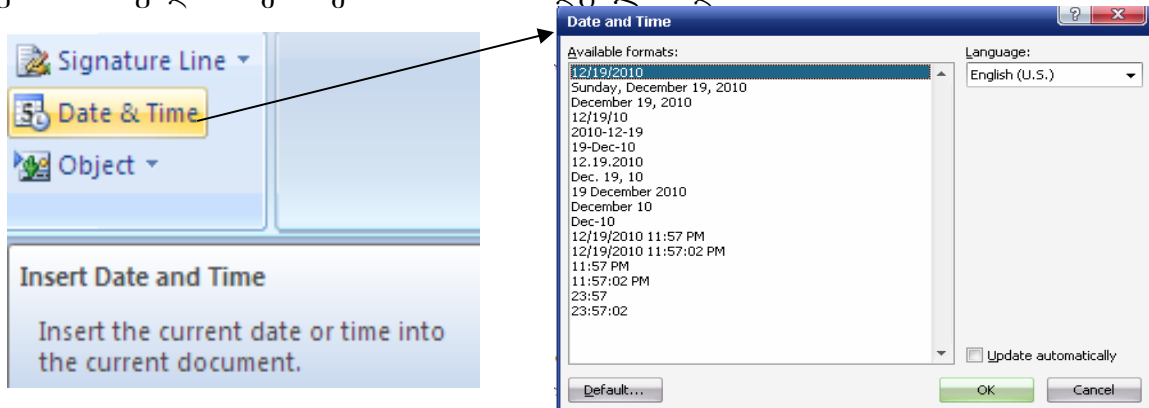 Signature Line
Date & Time
Object
Insert Date and Time
Insert the current date or time into
the current document.
Date and Time
Available formats:
12/19/2010
Sunday, December 19, 2010
December 19, 2010
12/19/10
2010-12-19
19-Dec-10
12.19.2010
Dec. 19, 10
19 December 2010
December 10
Dec-10
12/19/2010 11:57 PM
12/19/2010 11:57:02 PM
11:57 PM
11:57:02 PM
23:57
23:57:02
Language:
English (U.S.)
Update automatically
Default...
OK
Cancel